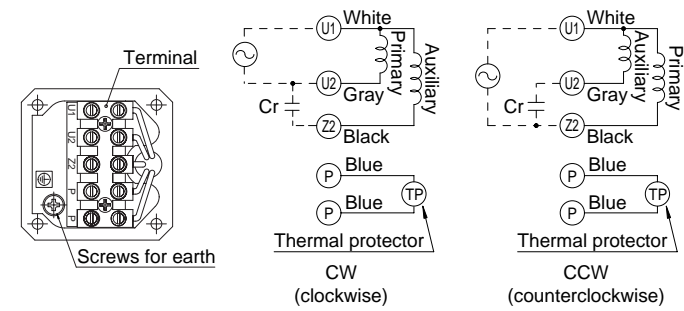 Terminal
U1
U2
Z2
P
P
Screws for earth
U1 White
Primary
Auxiliary
U2 Gray
Cr
Z2 Black
P Blue
TP
P Blue
Thermal protector
CW
(clockwise)
U1 White
Auxiliary
Primary
U2 Gray
Cr
Z2 Black
P Blue
TP
P Blue
Thermal protector
CCW
(counterclockwise)